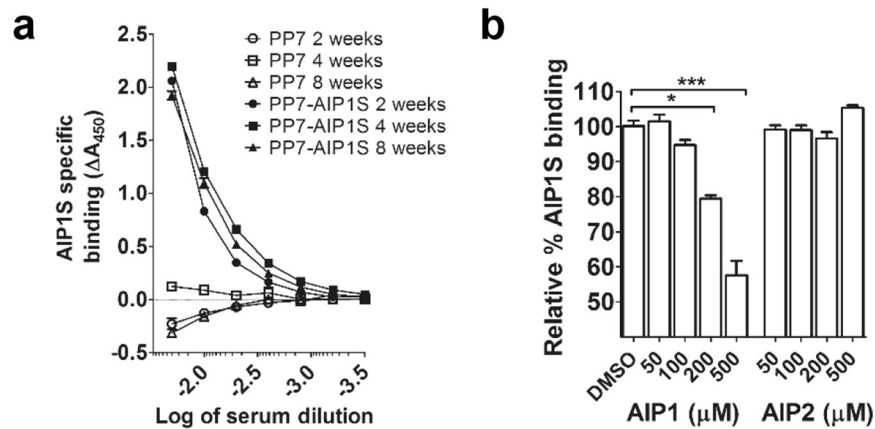 a
2.5
2.0
1.5
1.0
0.5
0.0
-0.5
AIP1S specific
binding (ΔA450)
PP7 2 weeks
PP7 4 weeks
PP7 8 weeks
PP7-AIP1S 2 weeks
PP7-AIP1S 4 weeks
PP7-AIP1S 8 weeks
-2.0
-2.5
-3.0
-3.5
Log of serum dilution
b
110
100
90
80
70
60
50
Relative % AIP1S binding
***
*
DMSO
50
100
200
500
50
100
200
500
AIP1 (μM)
AIP2 (μM)